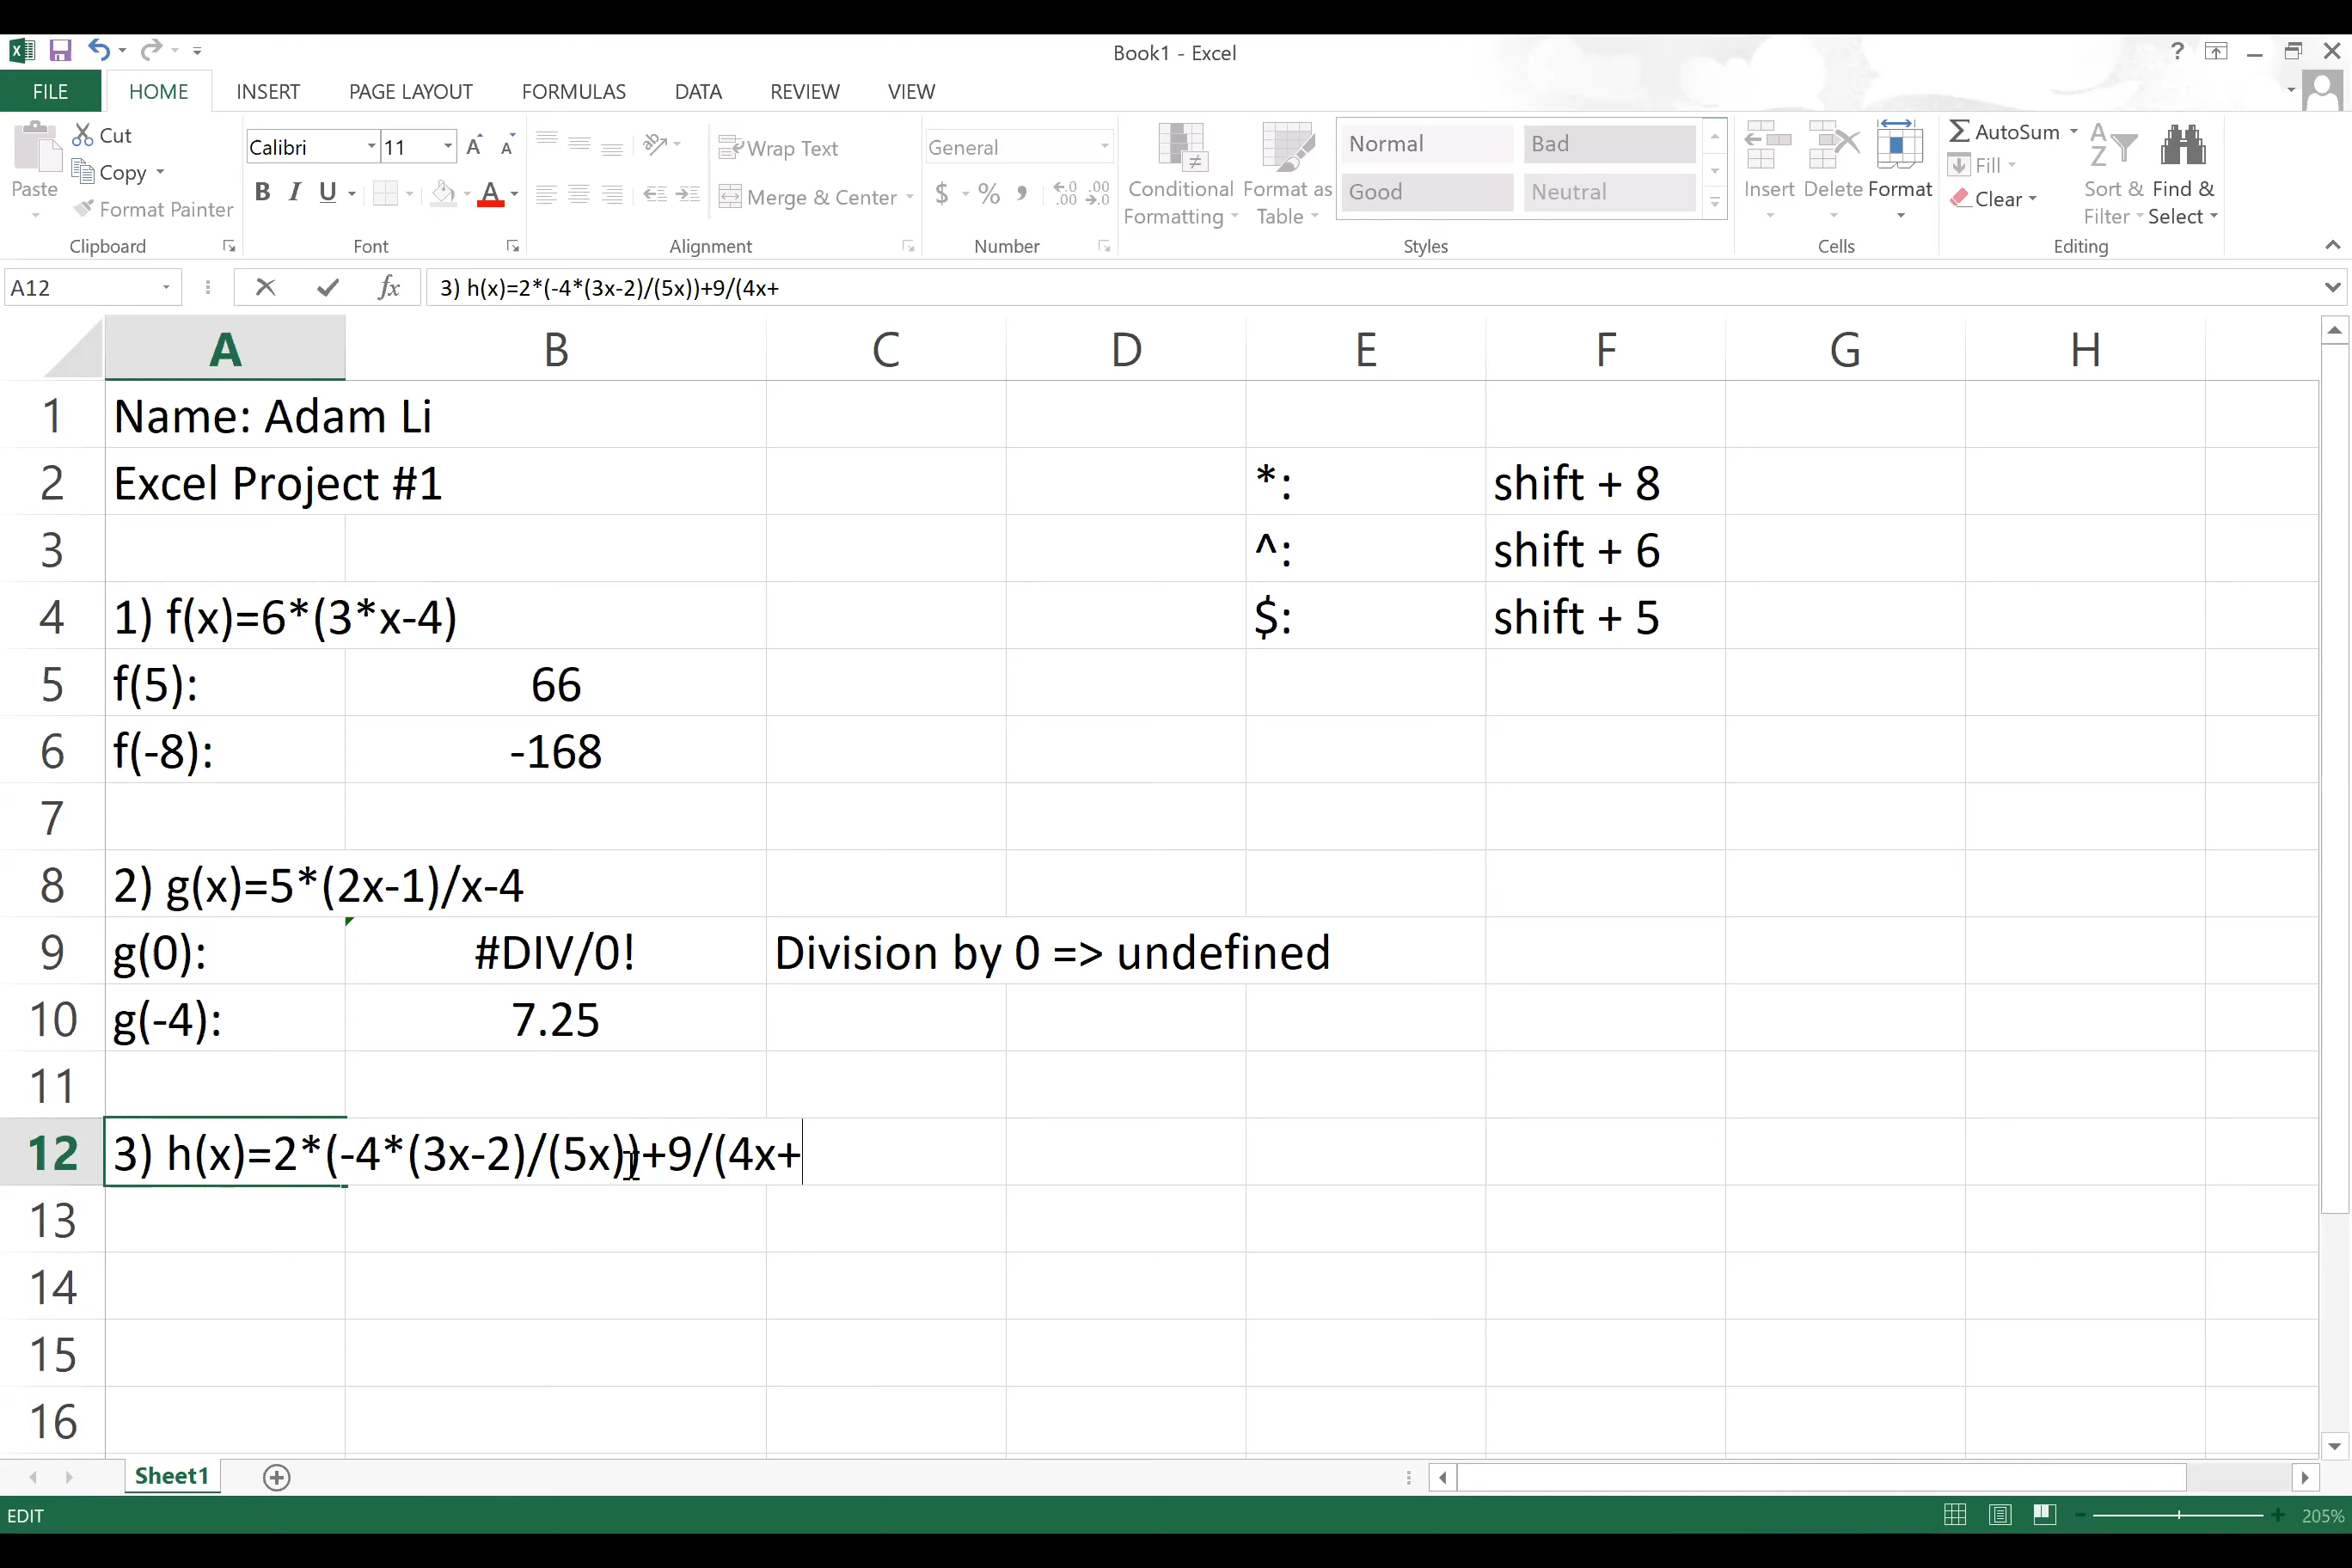 Book1 - Excel
?
FILE HOME INSERT PAGE LAYOUT FORMULAS DATA REVIEW VIEW
Paste
Cut
Copy
Format Painter
Clipboard
Calibri 11
B I U
Font
Wrap Text
Merge & Center
Alignment
General
$ % , .00
Number
Conditional Formatting
Format as Table
Normal Bad
Good Neutral
Styles
Insert Delete Format
Cells
AutoSum
Fill
Clear
Sort & Filter
Find & Select
Editing
A12 fx 3) h(x)=2*(-4*(3x-2)/(5x))+9/(4x+
A B C D E F G H
1 Name: Adam Li
2 Excel Project #1 *: shift + 8
3 ^: shift + 6
4 1) f(x)=6*(3*x-4) $: shift + 5
5 f(5): 66
6 f(-8): -168
7
8 2) g(x)=5*(2x-1)/x-4
9 g(0): #DIV/0! Division by 0 => undefined
10 g(-4): 7.25
11
12 3) h(x)=2*(-4*(3x-2)/(5x))+9/(4x+
13
14
15
16
Sheet1
EDIT 205%